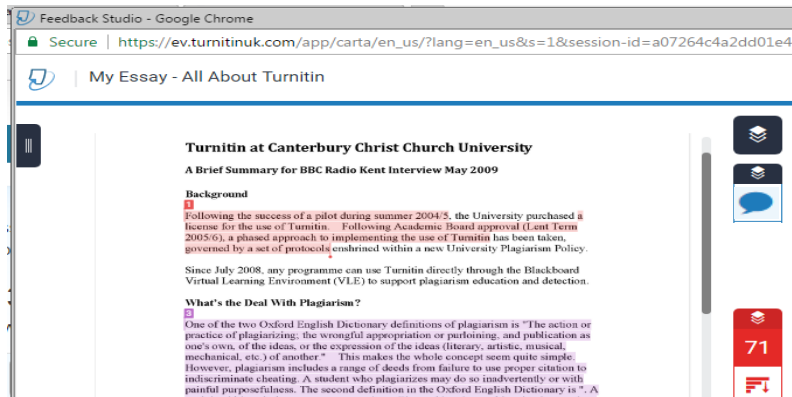 Feedback Studio - Google Chrome
Secure | https://ev.turnitinuk.com/app/carta/en_us/?lang=en_us&s=1&session-id=a07264c4a2dd01e4
My Essay - All About Turnitin
Turnitin at Canterbury Christ Church University
A Brief Summary for BBC Radio Kent Interview May 2009
Background
1
Following the success of a pilot during summer 2004/5, the University purchased a
license for the use of Turnitin. Following Academic Board approval (Lent Term
2005/6), a phased approach to implementing the use of Turnitin has been taken,
governed by a set of protocols enshrined within a new University Plagiarism Policy.
Since July 2008, any programme can use Turnitin directly through the Blackboard
Virtual Learning Environment (VLE) to support plagiarism education and detection.
What's the Deal With Plagiarism?
3
One of the two Oxford English Dictionary definitions of plagiarism is "The action or
practice of plagiarizing; the wrongful appropriation or purloining, and publication as
one's own, of the ideas, or the expression of the ideas (literary, artistic, musical,
mechanical, etc.) of another." This makes the whole concept seem quite simple.
However, plagiarism includes a range of deeds from failure to use proper citation to
indiscriminate cheating. A student who plagiarizes may do so inadvertently or with
painful purposefulness. The second definition in the Oxford English Dictionary is ". A
71